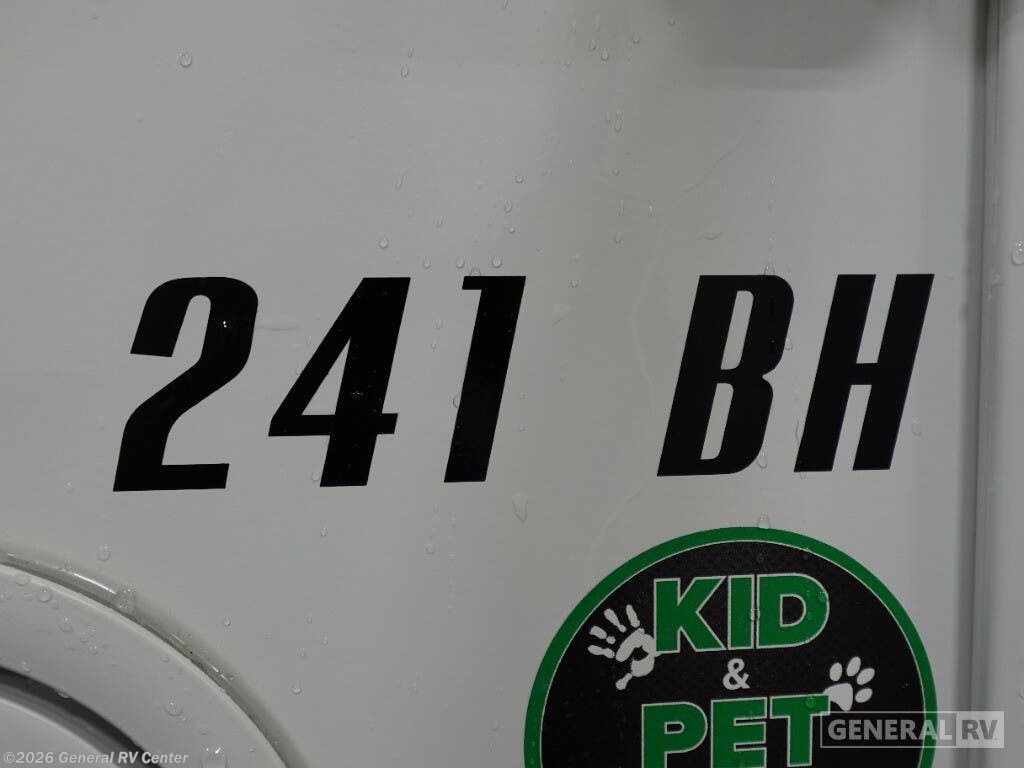 241 BH
KID
&
PET
GENERAL RV
©2026 General RV Center